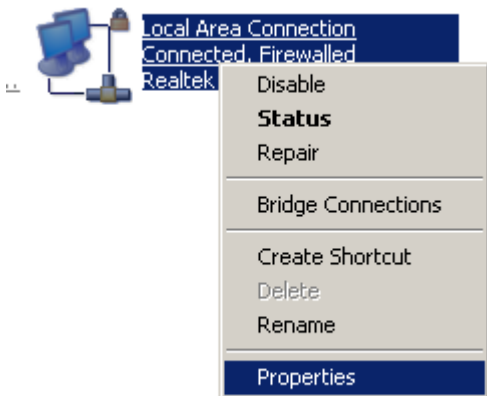 Local Area Connection
Connected, Firewalled
Realtek
Disable
Status
Repair
Bridge Connections
Create Shortcut
Delete
Rename
Properties